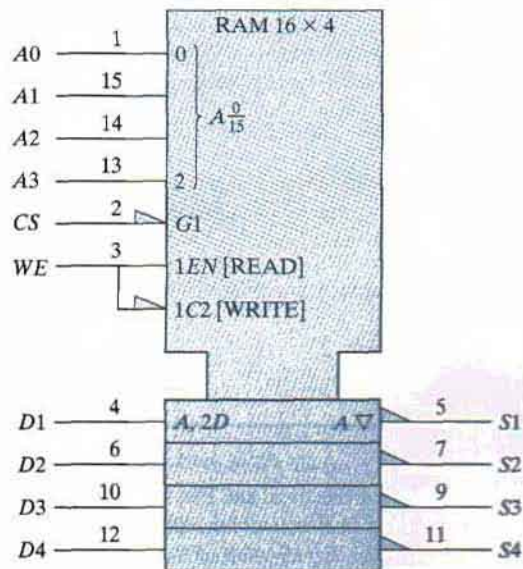 RAM 16 × 4
A0 1 0
A1 15
A 0/15
A2 14
A3 13 2
CS 2 G1
WE 3 1EN [READ]
1C2 [WRITE]
D1 4 A, 2D A ▽ 5 S1
D2 6 7 S2
D3 10 9 S3
D4 12 11 S4